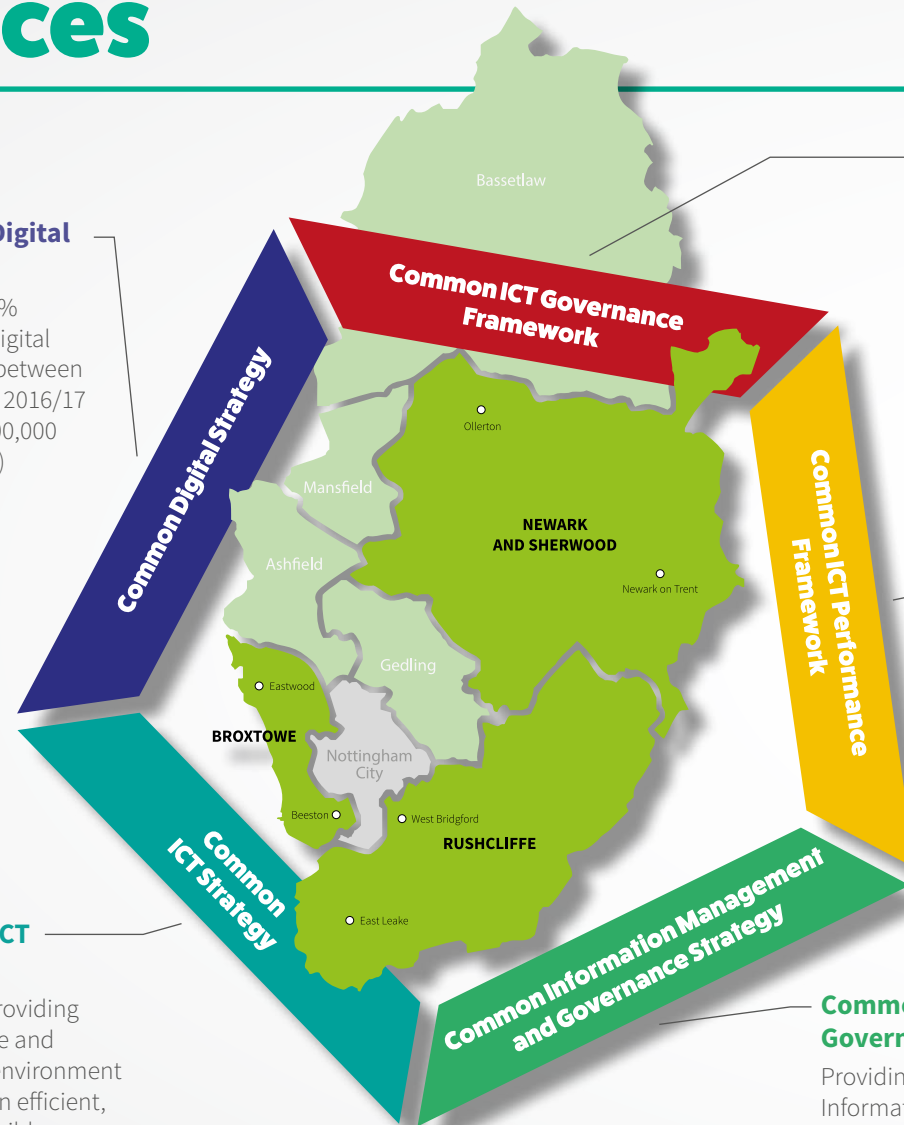 ces
Digital
%
igital
between
2016/17
00,000
)
Bassetlaw
Common ICT Governance
Framework
Common Digital Strategy
Ollerton
Mansfield
NEWARK
AND SHERWOOD
Ashfield
Newark on Trent
Common ICT Performance
Framework
Gedling
Eastwood
BROXTOWE
Nottingham
City
Beeston
West Bridgford
RUSHCLIFFE
Common
ICT Strategy
East Leake
Common Information Management
and Governance Strategy
CT
roviding
e and
environment
n efficient,
Commo
Govern
Providin
Informat